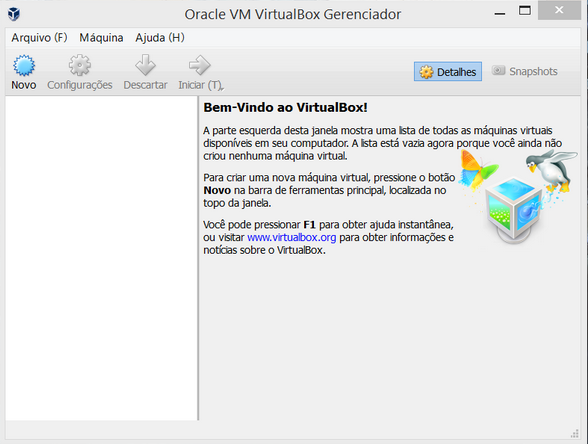 Oracle VM VirtualBox Gerenciador
Arquivo (F) Máquina Ajuda (H)
Novo Configurações Descartar Iniciar (T), Detalhes Snapshots
Bem-Vindo ao VirtualBox!
A parte esquerda desta janela mostra uma lista de todas as máquinas virtuais
disponíveis em seu computador. A lista está vazia agora porque você ainda não
criou nenhuma máquina virtual.
Para criar uma nova máquina virtual, pressione o botão
Novo na barra de ferramentas principal, localizada no
topo da janela.
Você pode pressionar F1 para obter ajuda instantânea,
ou visitar www.virtualbox.org para obter informações e
notícias sobre o VirtualBox.